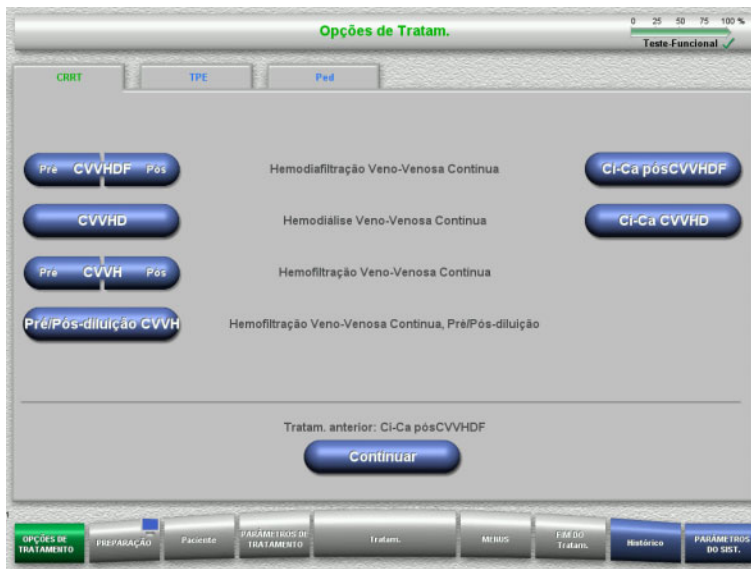 Opções de Tratam.
0 25 50 75 100 %
Teste-Funcional
CRRT TPE Ped
Pré CVVHDF Pós Hemodiafiltração Veno-Venosa Contínua Ci-Ca pósCVVHDF
CVVHD Hemodiálise Veno-Venosa Contínua Ci-Ca CVVHD
Pré CVVH Pós Hemofiltração Veno-Venosa Contínua
Pré/Pós-diluição CVVH Hemofiltração Veno-Venosa Contínua, Pré/Pós-diluição
Tratam. anterior: Ci-Ca pósCVVHDF
Continuar
OPÇÕES DE
TRATAMENTO
PREPARAÇÃO
Paciente
PARÂMETROS DE
TRATAMENTO
Tratam.
MENUS
FIM DO
Tratam.
Histórico
PARÂMETROS
DO SIST.